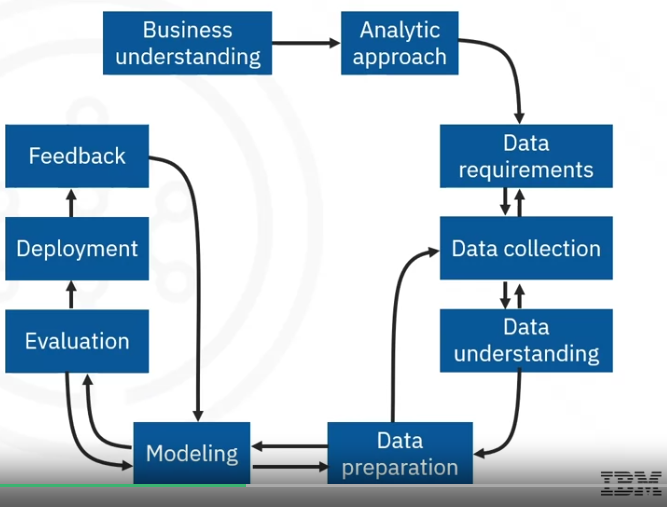 Business
understanding
Analytic
approach
Feedback
Data
requirements
Deployment
Data collection
Evaluation
Data
understanding
Modeling
Data
preparation
IBM